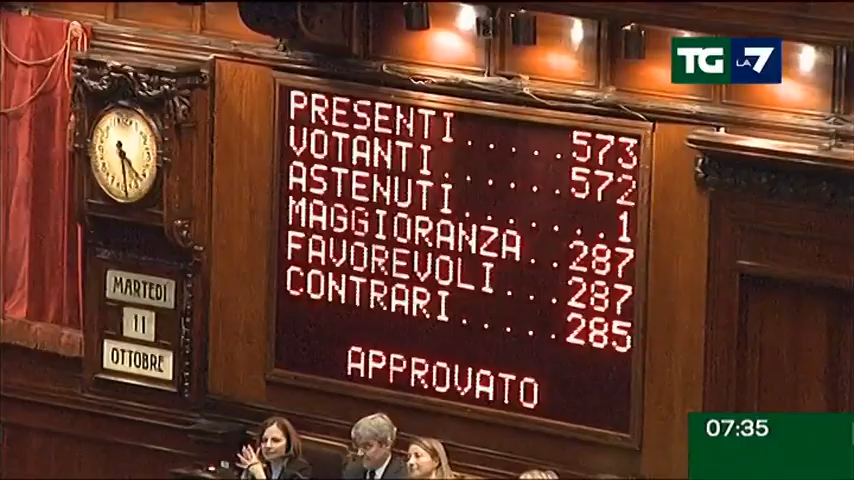 TG LA7
PRESENTI.....573
VOTANTI......572
ASTENUTI.......1
MAGGIORANZA..287
FAVOREVOLI...287
CONTRARI.....285
APPROVATO
MARTEDI
11
OTTOBRE
07:35